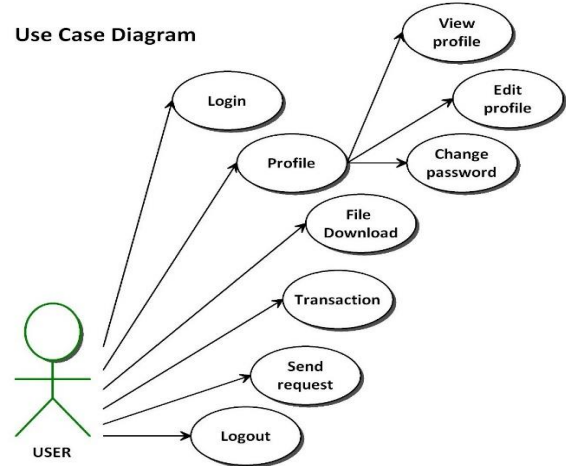 Use Case Diagram
View
profile
Login
Edit
profile
Profile
Change
password
File
Download
Transaction
Send
request
Logout
USER